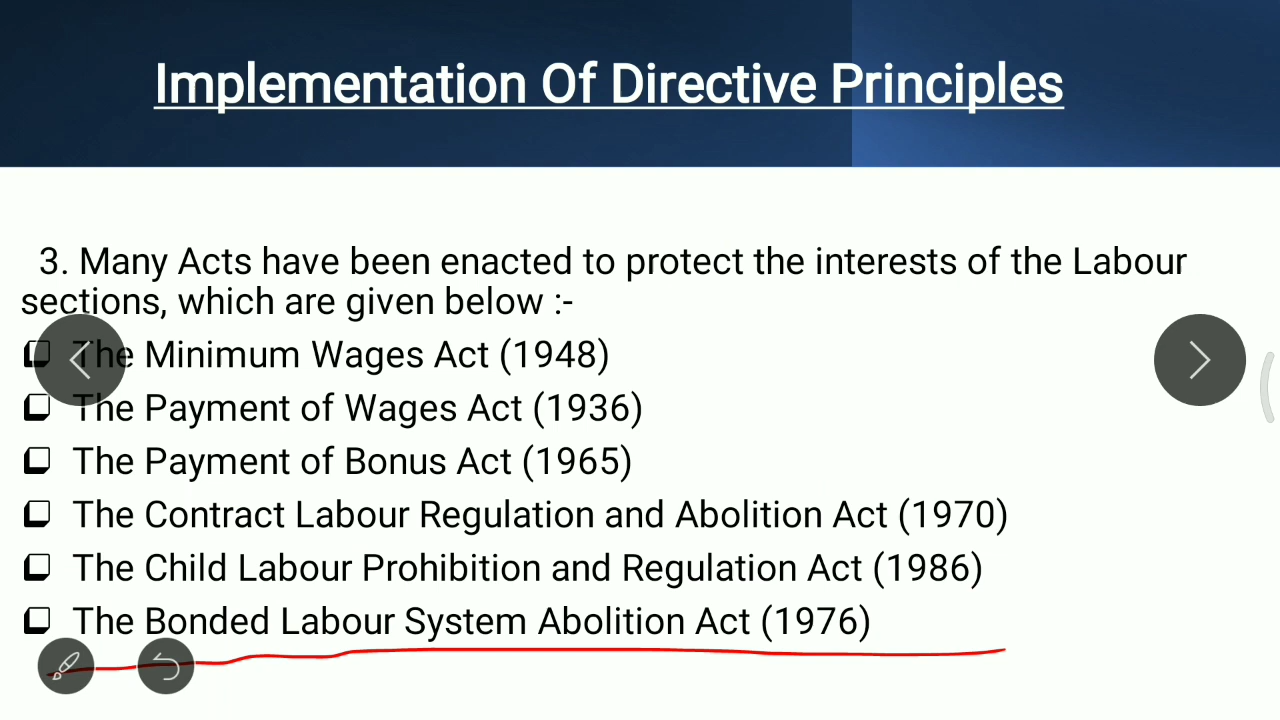 Implementation Of Directive Principles
3. Many Acts have been enacted to protect the interests of the Labour
sections, which are given below :-
The Minimum Wages Act (1948)
The Payment of Wages Act (1936)
The Payment of Bonus Act (1965)
The Contract Labour Regulation and Abolition Act (1970)
The Child Labour Prohibition and Regulation Act (1986)
The Bonded Labour System Abolition Act (1976)